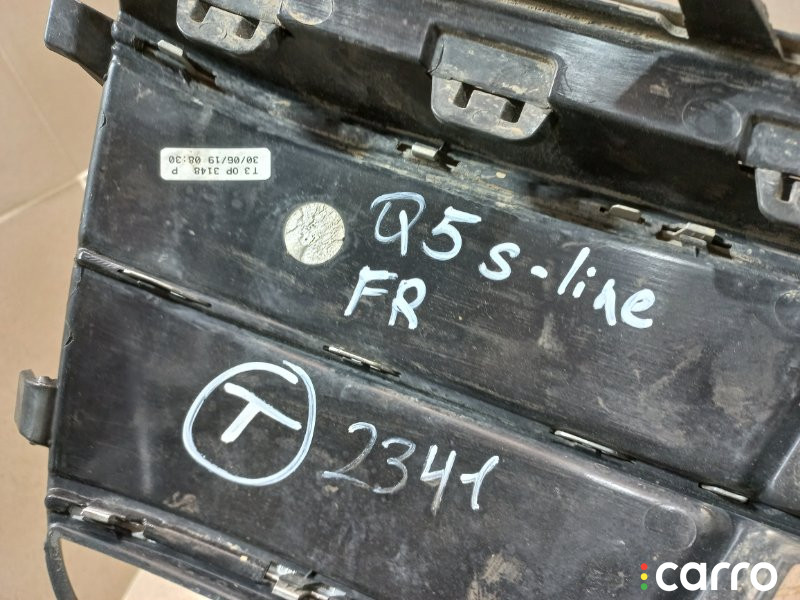 T3 OP 3148 P
30/06/19 08:30
Q5 s-line
FR
T 2341
carro